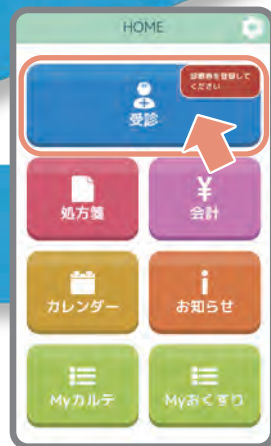 HOME
診療券を登録して
ください
受診
処方箋
¥
会計
カレンダー
お知らせ
Myカルテ
Myおくすり